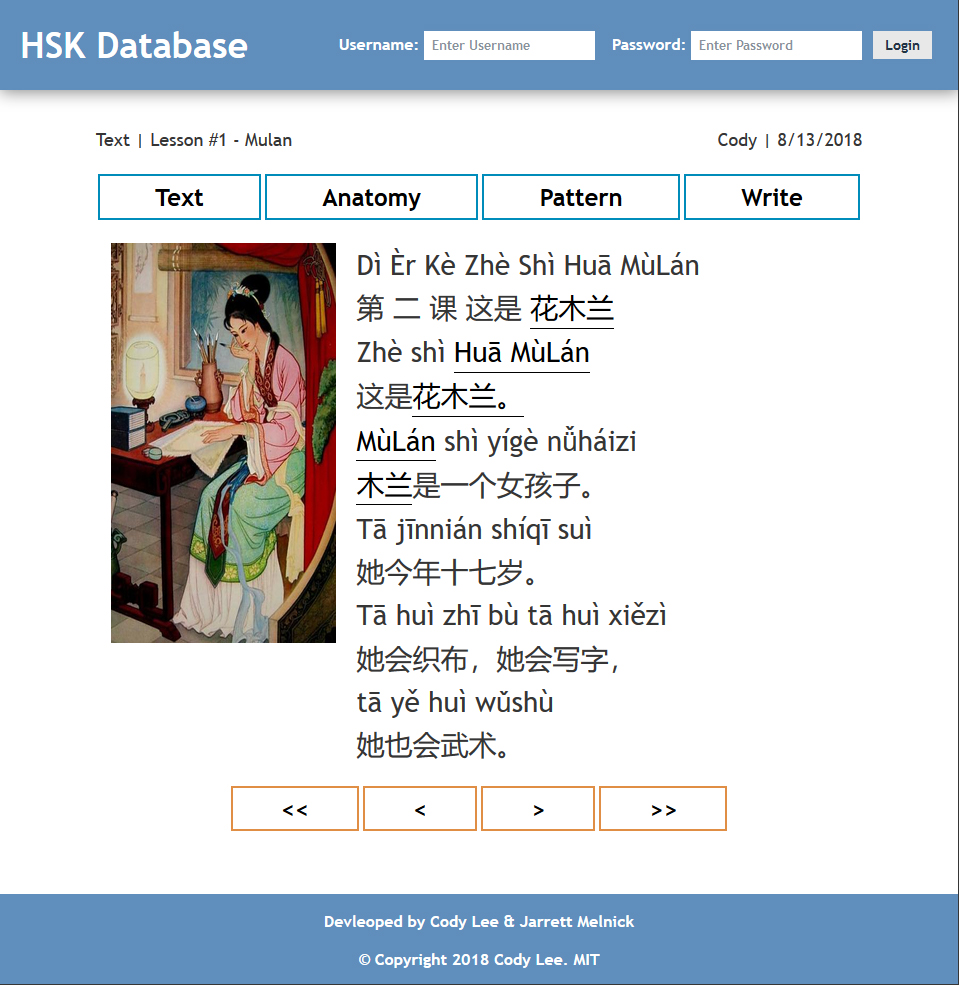 HSK Database
Username: Enter Username Password: Enter Password Login
Text | Lesson #1 - Mulan
Cody | 8/13/2018
Text Anatomy Pattern Write
Dì Èr Kè Zhè Shì Huā MùLán
第 二 课 这是 花木兰
Zhè shì Huā MùLán
这是花木兰。
MùLán shì yígè nǚháizi
木兰是一个女孩子。
Tā jīnnián shíqī suì
她今年十七岁。
Tā huì zhī bù tā huì xiězì
她会织布，她会写字，
tā yě huì wǔshù
她也会武术。
<< < > >>
Devleoped by Cody Lee & Jarrett Melnick
© Copyright 2018 Cody Lee. MIT